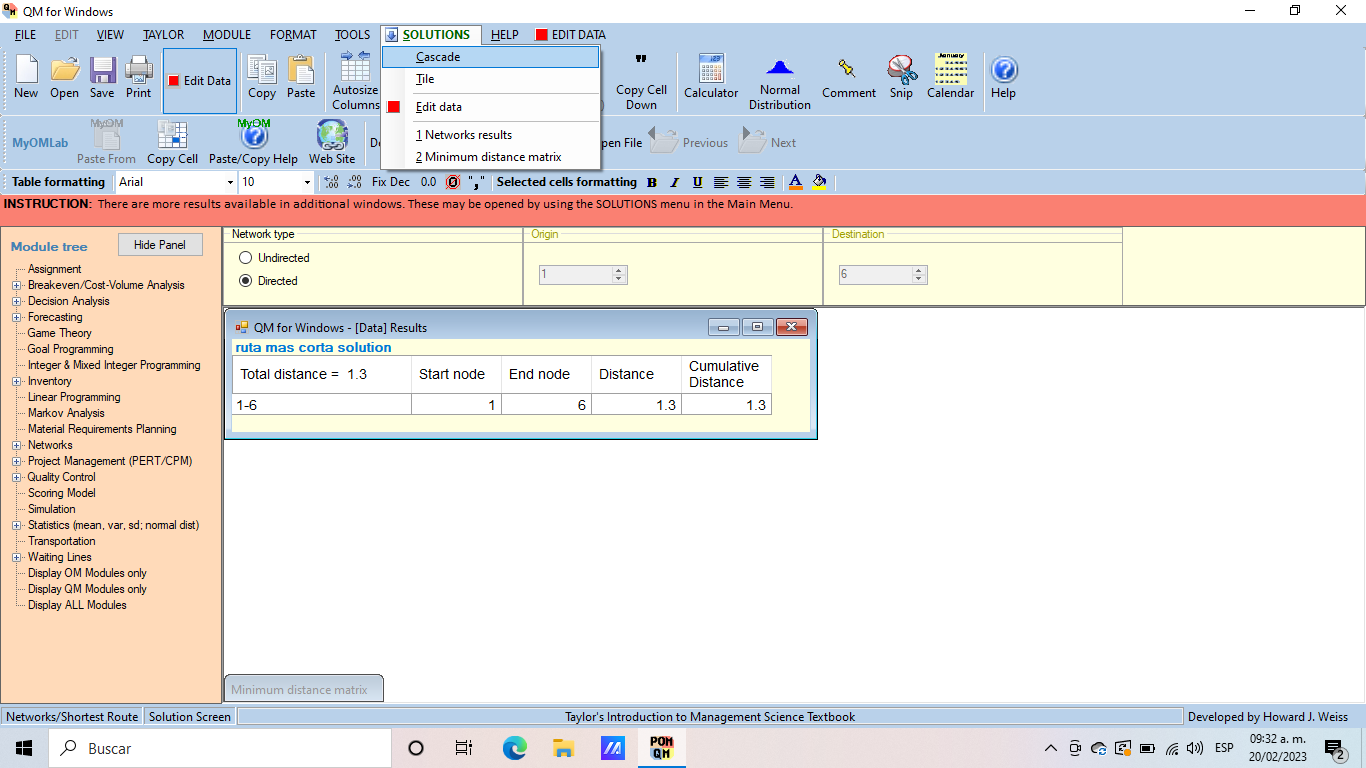 QM for Windows
FILE EDIT VIEW TAYLOR MODULE FORMAT TOOLS SOLUTIONS HELP EDIT DATA
New Open Save Print Edit Data Copy Paste Autosize Columns Copy Cell Down Calculator Normal Distribution Comment Snip Calendar Help
Cascade
Tile
Edit data
1 Networks results
2 Minimum distance matrix
MyOMLab Paste From Copy Cell Paste/Copy Help Web Site pen File Previous Next
Table formatting Arial 10 Fix Dec 0.0 "," Selected cells formatting B I U A
INSTRUCTION: There are more results available in additional windows. These may be opened by using the SOLUTIONS menu in the Main Menu.
Module tree Hide Panel
Assignment
Breakeven/Cost-Volume Analysis
Decision Analysis
Forecasting
Game Theory
Goal Programming
Integer & Mixed Integer Programming
Inventory
Linear Programming
Markov Analysis
Material Requirements Planning
Networks
Project Management (PERT/CPM)
Quality Control
Scoring Model
Simulation
Statistics (mean, var, sd; normal dist)
Transportation
Waiting Lines
Display OM Modules only
Display QM Modules only
Display ALL Modules
Network type Origin Destination
Undirected
Directed
1 6
QM for Windows - [Data] Results
ruta mas corta solution
Total distance = 1.3 Start node End node Distance Cumulative Distance
1-6 1 6 1.3 1.3
Minimum distance matrix
Networks/Shortest Route Solution Screen Taylor's Introduction to Management Science Textbook Developed by Howard J. Weiss
Buscar POM QM ESP 09:32 a. m.
20/02/2023 2